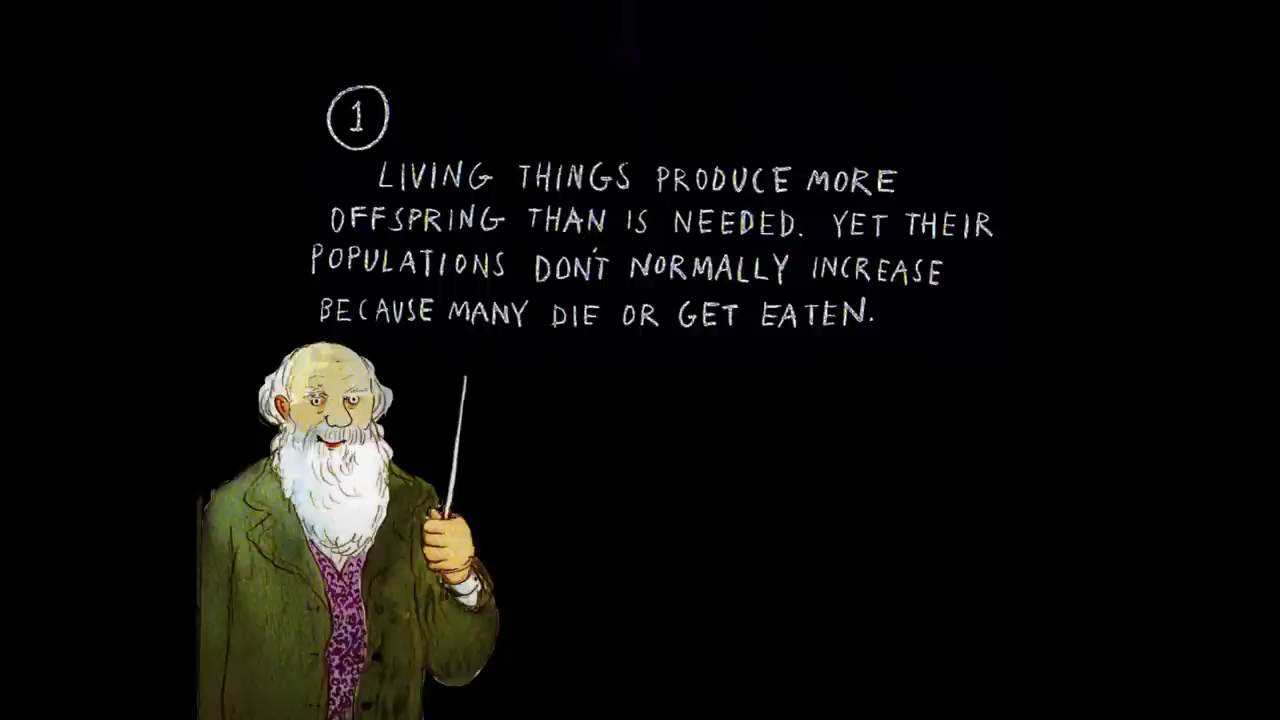 1
LIVING THINGS PRODUCE MORE
OFFSPRING THAN IS NEEDED. YET THEIR
POPULATIONS DON'T NORMALLY INCREASE
BECAUSE MANY DIE OR GET EATEN.